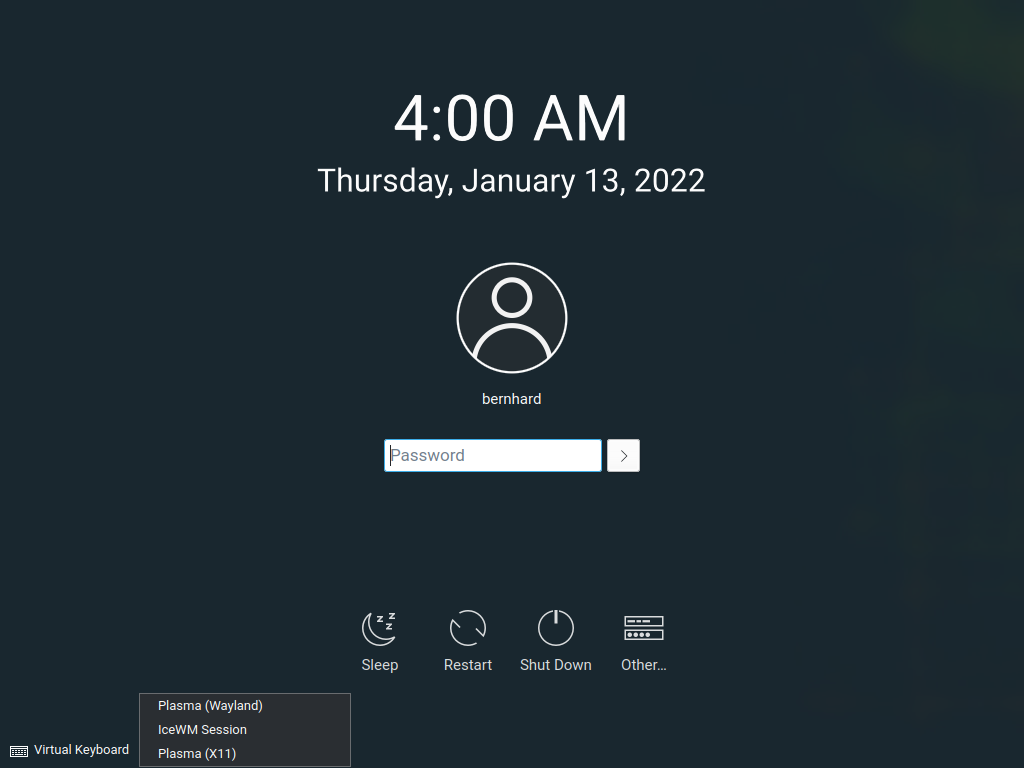 4:00 AM
Thursday, January 13, 2022
bernhard
Password
Sleep
Restart
Shut Down
Other...
Plasma (Wayland)
IceWM Session
Plasma (X11)
Virtual Keyboard